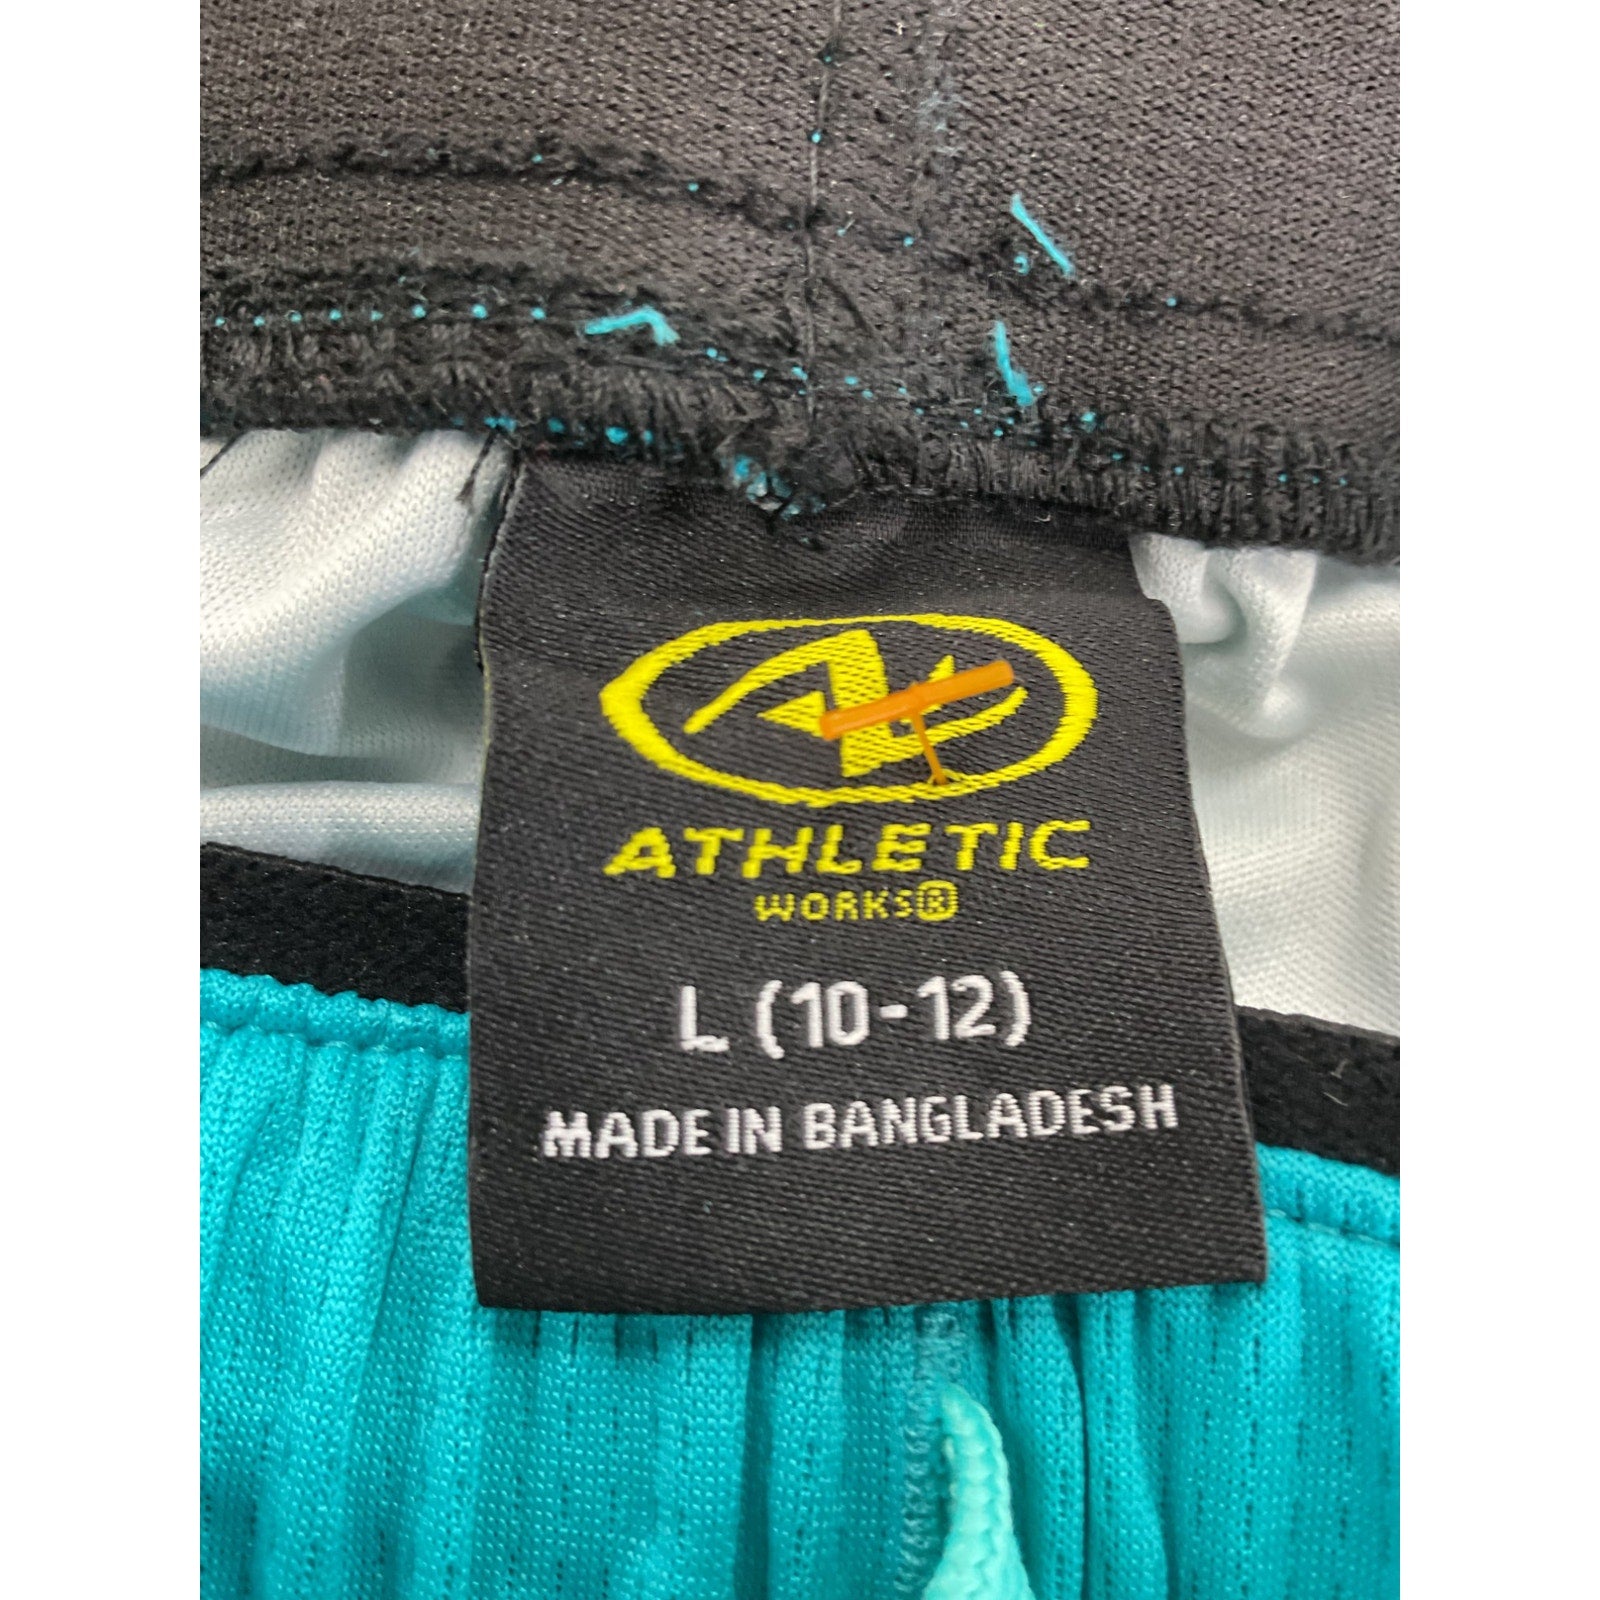 ATHLETIC
WORKS®
L (10-12)
MADE IN BANGLADESH